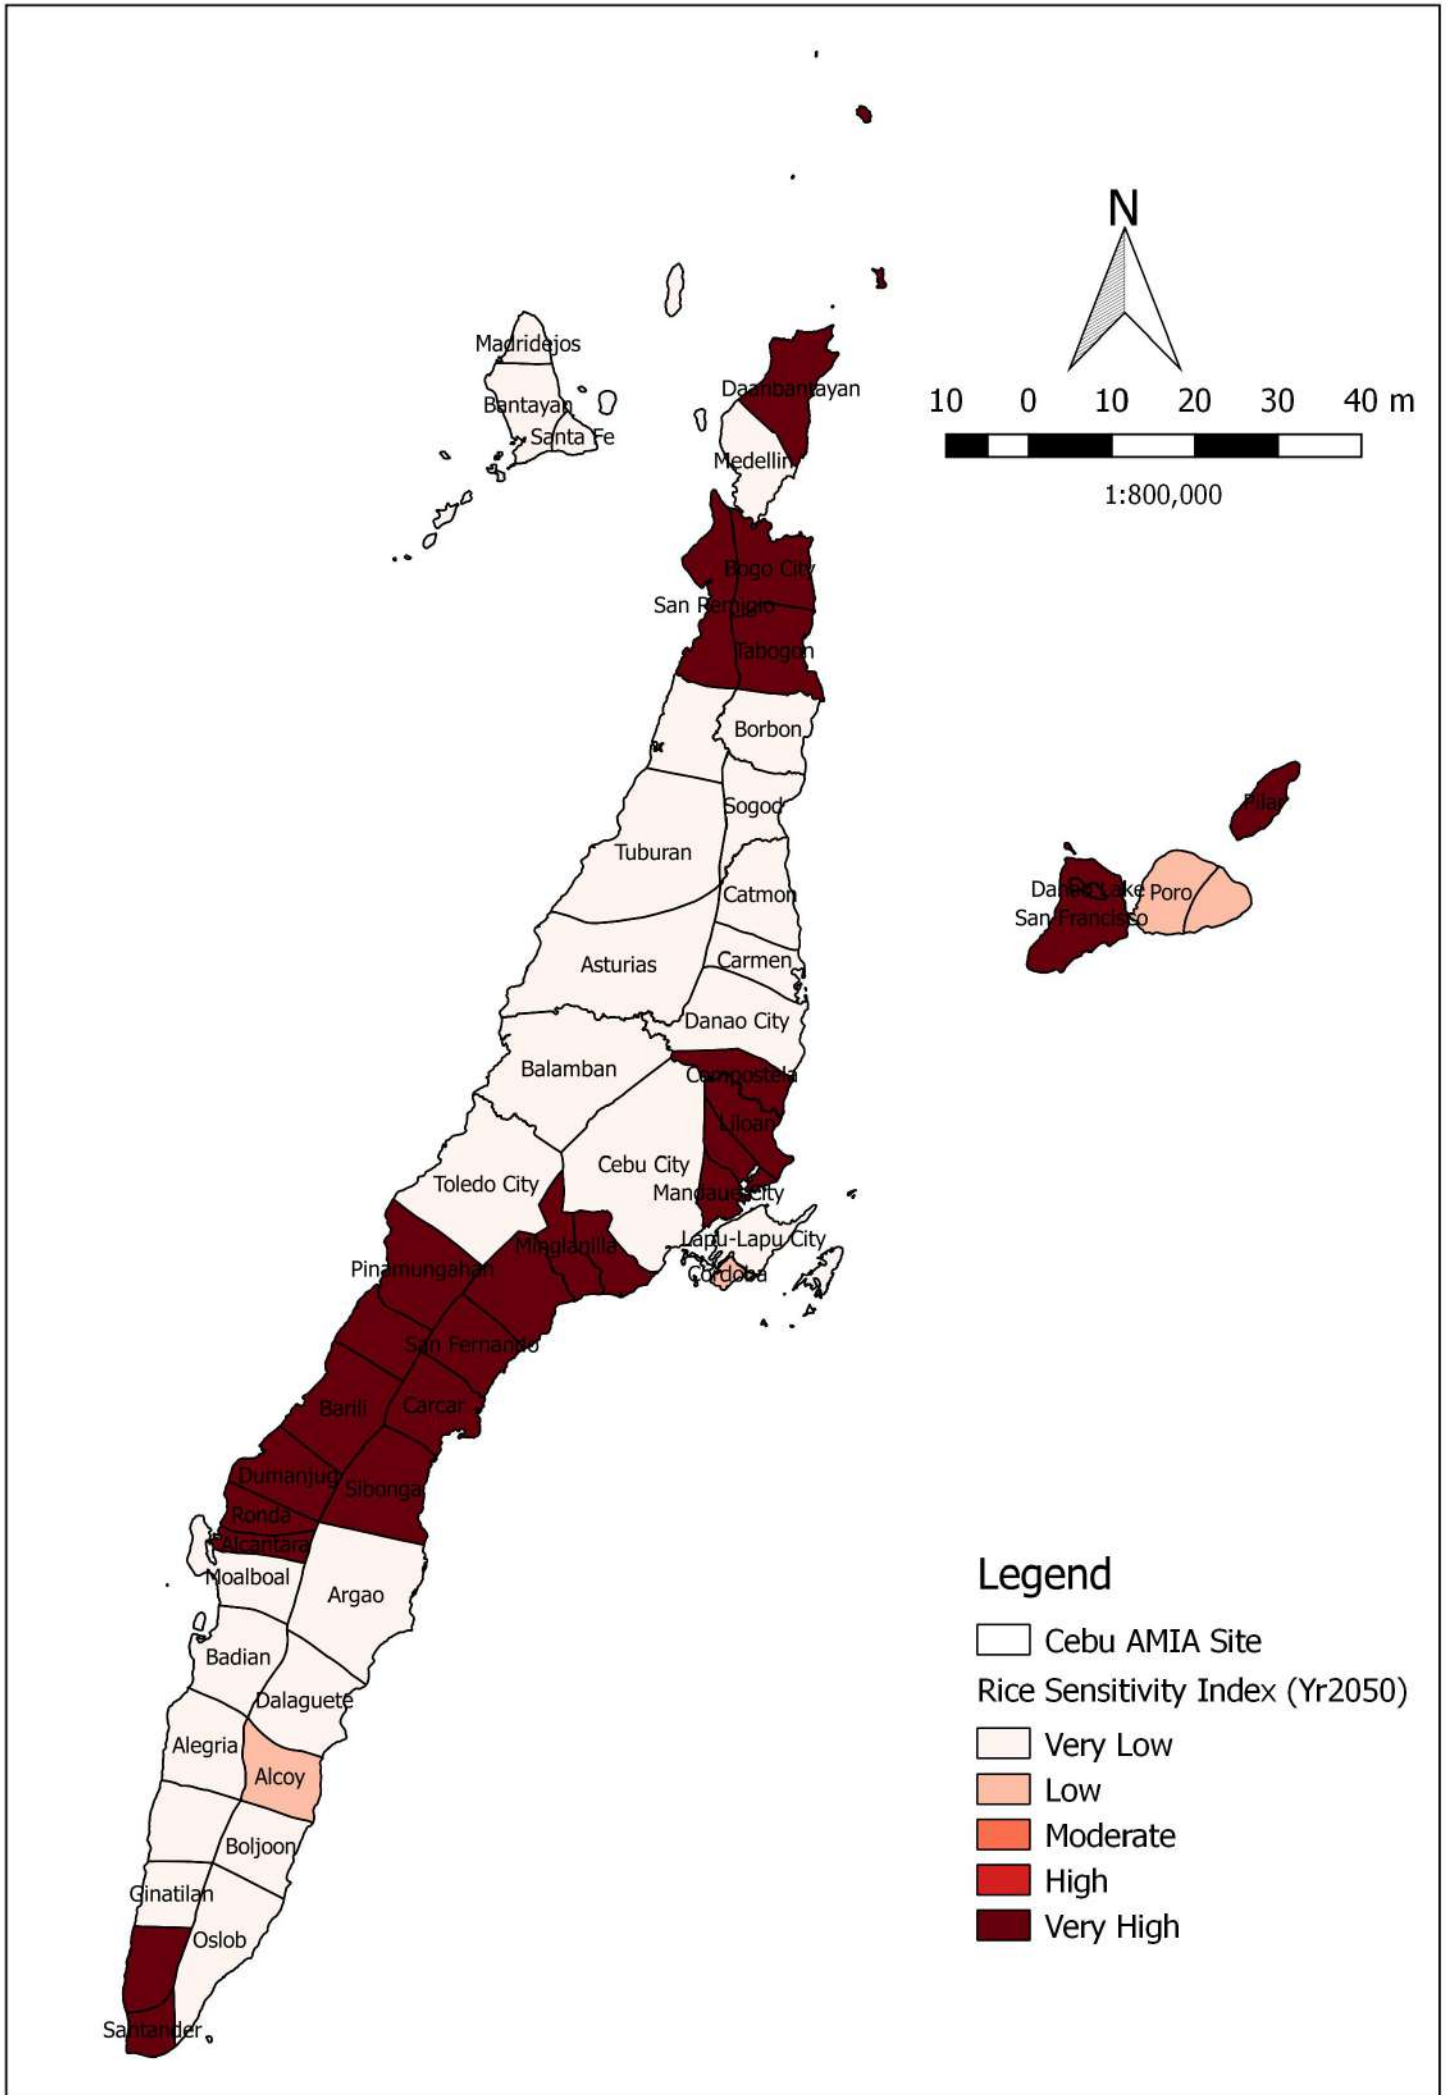 N
Madridejos
Daanbantayan
Bantayan
10 0 10 20 30 40 m
Santa Fe
Medellin
1:800,000
Bogo City
San Remigio
Tabogon
Borbon
Pilar
Sogod
Tuburan
Danao Lake
Poro
Catmon
San Francisco
Asturias
Carmen
Danao City
Balamban
Compostela
Liloan
Cebu City
Toledo City
Mandaue City
Lapu-Lapu City
Minglanilla
Pinamungahan
Cordoba
San Fernando
Barili
Carcar
Dumanjug
Sibonga
Ronda
Alcantara
Moalboal
Argao
Badian
Dalaguete
Alegria
Alcoy
Boljoon
Ginatilan
Oslob
Santander
Legend
Cebu AMIA Site
Rice Sensitivity Index (Yr2050)
Very Low
Low
Moderate
High
Very High